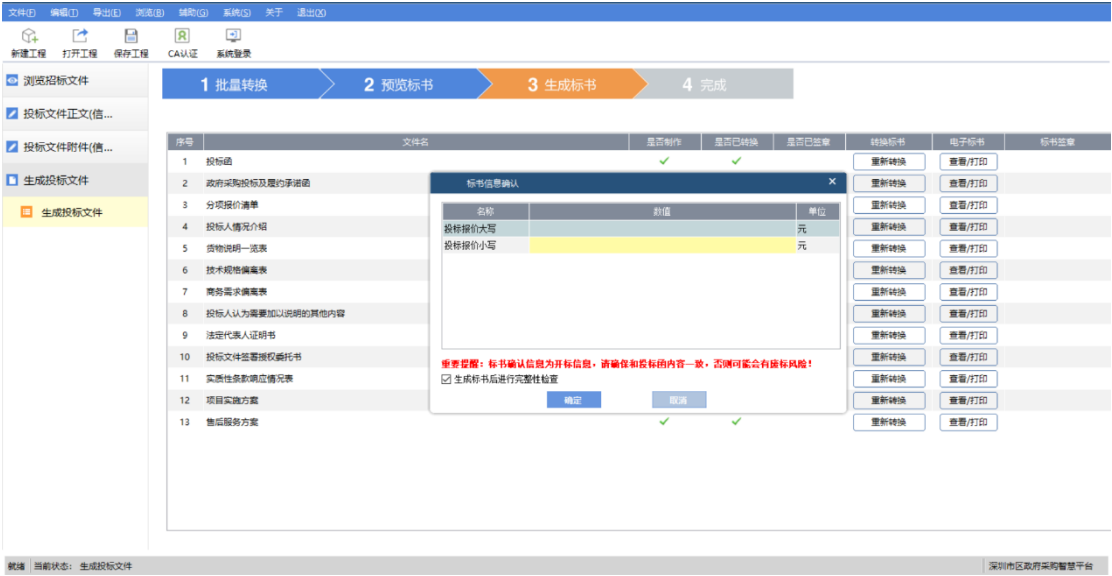 文件(F) 编辑(T) 导出(E) 浏览(B) 辅助(G) 系统(S) 关于 退出(X)
新建工程 打开工程 保存工程 CA认证 系统登录
浏览招标文件
投标文件正文(信...
投标文件附件(信...
生成投标文件
生成投标文件
1 批量转换 2 预览标书 3 生成标书 4 完成
序号 文件名 是否制作 是否已转换 是否已签章 转换标书 电子标书 标书签章
1 投标函 重新转换 查看/打印
2 政府采购投标及履约承诺函 重新转换 查看/打印
3 分项报价清单 重新转换 查看/打印
4 投标人情况介绍 重新转换 查看/打印
5 货物说明一览表 重新转换 查看/打印
6 技术规格偏离表 重新转换 查看/打印
7 商务需求偏离表 重新转换 查看/打印
8 投标人认为需要加以说明的其他内容 重新转换 查看/打印
9 法定代表人证明书 重新转换 查看/打印
10 投标文件签署授权委托书 重新转换 查看/打印
11 实质性条款响应情况表 重新转换 查看/打印
12 项目实施方案 重新转换 查看/打印
13 售后服务方案 重新转换 查看/打印
标书信息确认 ×
名称 数值 单位
投标报价大写 元
投标报价小写 元
重要提醒：标书确认信息为开标信息，请确保和投标函内容一致，否则可能会有废标风险！
生成标书后进行完整性检查
确定 取消
就绪 当前状态： 生成投标文件 深圳市区政府采购智慧平台